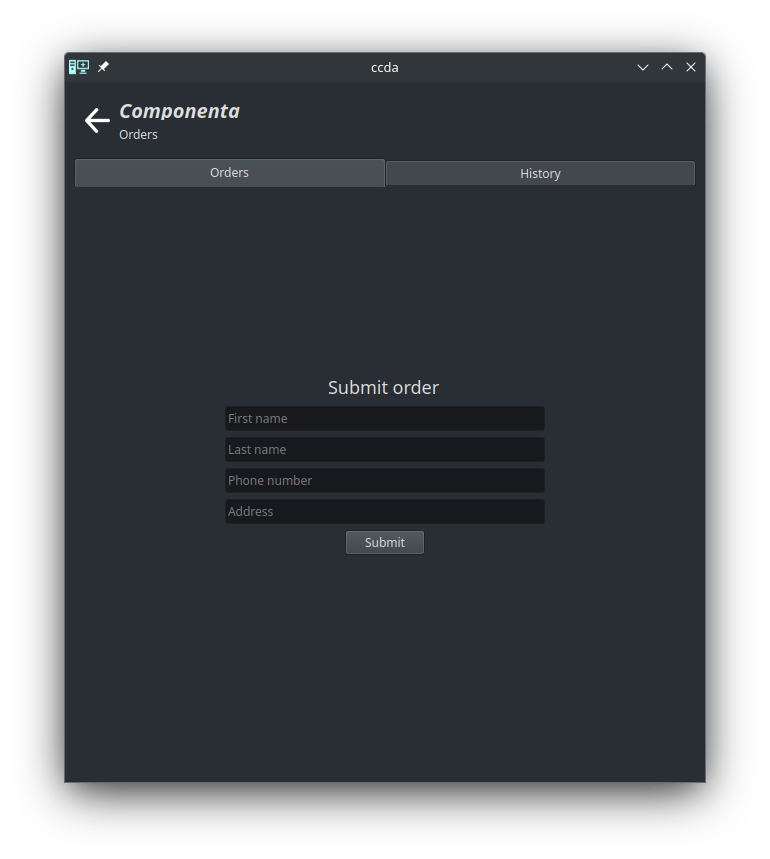 ccda
Componenta
Orders
Orders
History
Submit order
First name
Last name
Phone number
Address
Submit